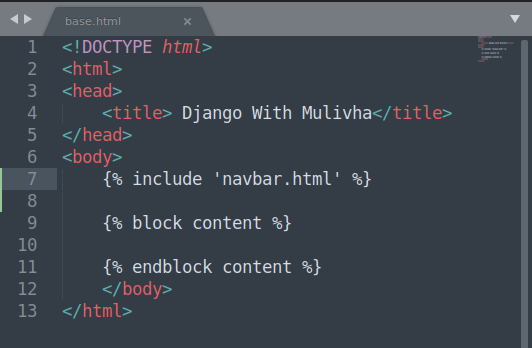 base.html
1 <!DOCTYPE html>
2 <html>
3 <head>
4 <title> Django With Mulivha</title>
5 </head>
6 <body>
7 {% include 'navbar.html' %}
8
9 {% block content %}
10
11 {% endblock content %}
12 </body>
13 </html>